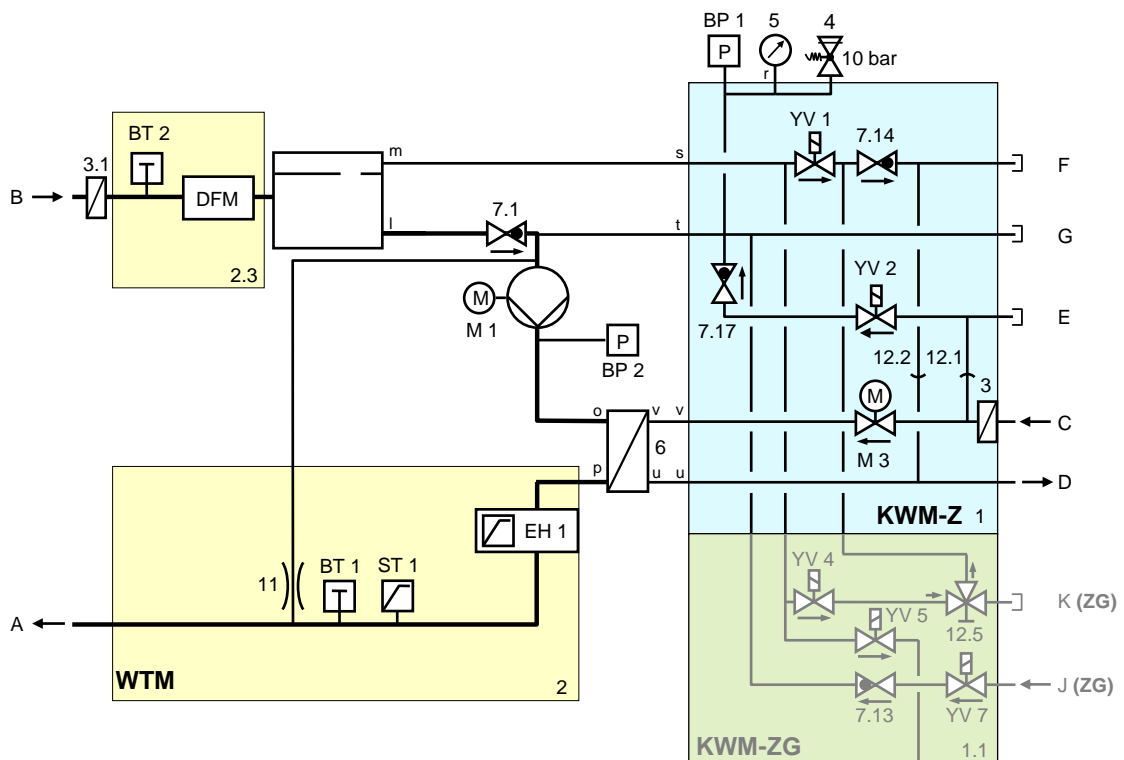 BP 1 5 4
P r 10 bar
BT 2 YV 1 7.14
3.1 m s F
B DFM
l 7.1 t G
2.3 YV 2
M E
M 1 7.17
P 12.2 12.1
BP 2 M 3
o v v C
6 M 3
p u u D
EH 1 KWM-Z 1
BT 1 ST 1 YV 4
11 K (ZG)
A YV 5 12.5
WTM J (ZG)
2 7.13 YV 7
KWM-ZG 1.1